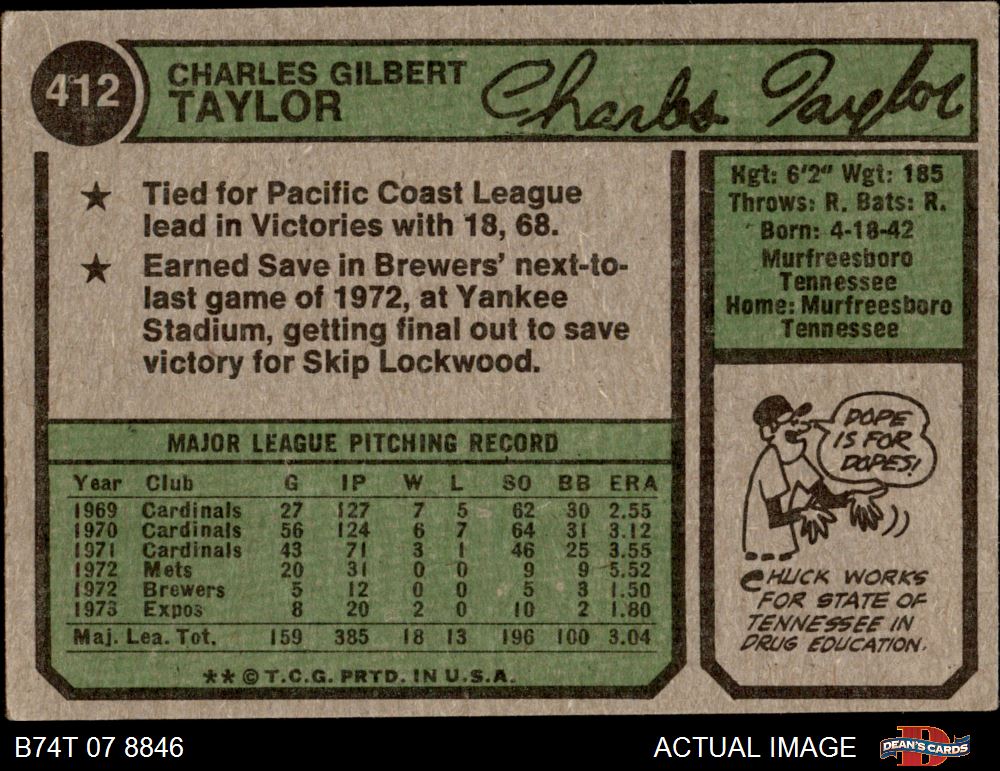 412
CHARLES GILBERT
TAYLOR
Charles Taylor
★ Tied for Pacific Coast League
lead in Victories with 18, 68.
★ Earned Save in Brewers' next-to-
last game of 1972, at Yankee
Stadium, getting final out to save
victory for Skip Lockwood.
Hgt: 6'2" Wgt: 185
Throws: R. Bats: R.
Born: 4-18-42
Murfreesboro
Tennessee
Home: Murfreesboro
Tennessee
MAJOR LEAGUE PITCHING RECORD
Year Club G IP W L SO BB ERA
1969 Cardinals 27 127 7 5 62 30 2.55
1970 Cardinals 56 124 6 7 64 31 3.12
1971 Cardinals 43 71 3 1 46 25 3.55
1972 Mets 20 31 0 0 9 9 5.52
1972 Brewers 5 12 0 0 5 3 1.50
1973 Expos 8 20 2 0 10 2 1.80
Maj. Lea. Tot. 159 385 18 13 196 100 3.04
** © T.C.G. PRTD. IN U.S.A.
DOPE
IS FOR
DOPES!
CHUCK WORKS
FOR STATE OF
TENNESSEE IN
DRUG EDUCATION.
B74T 07 8846
ACTUAL IMAGE
DEAN'S CARDS